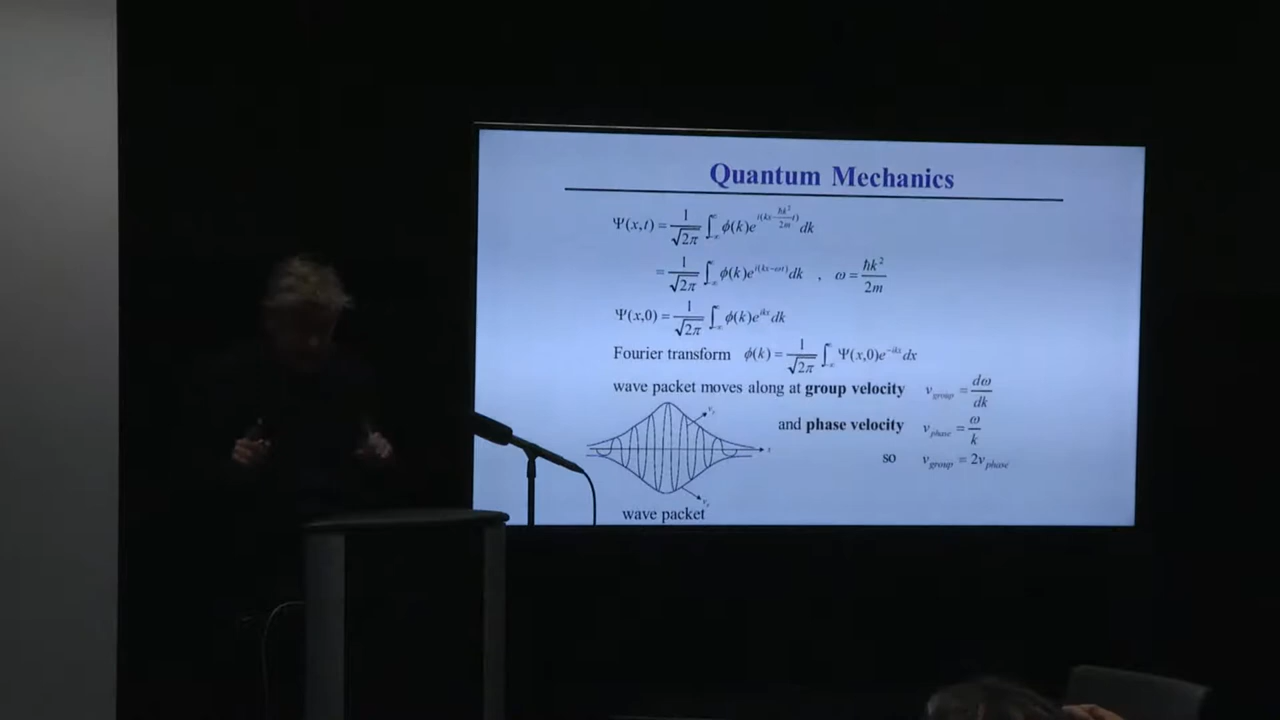 Quantum Mechanics
Ψ(x,t) = 1/√2π ∫_{-∞}^{∞} ϕ(k)e^{i(kx-ħk²/2m t)} dk
= 1/√2π ∫_{-∞}^{∞} ϕ(k)e^{i(kx-ωt)} dk , ω = ħk²/2m
Ψ(x,0) = 1/√2π ∫_{-∞}^{∞} ϕ(k)e^{ikx} dk
Fourier transform ϕ(k) = 1/√2π ∫_{-∞}^{∞} Ψ(x,0)e^{-ikx} dx
wave packet moves along at group velocity v_group = dω/dk
and phase velocity v_phase = ω/k
so v_group = 2v_phase
wave packet